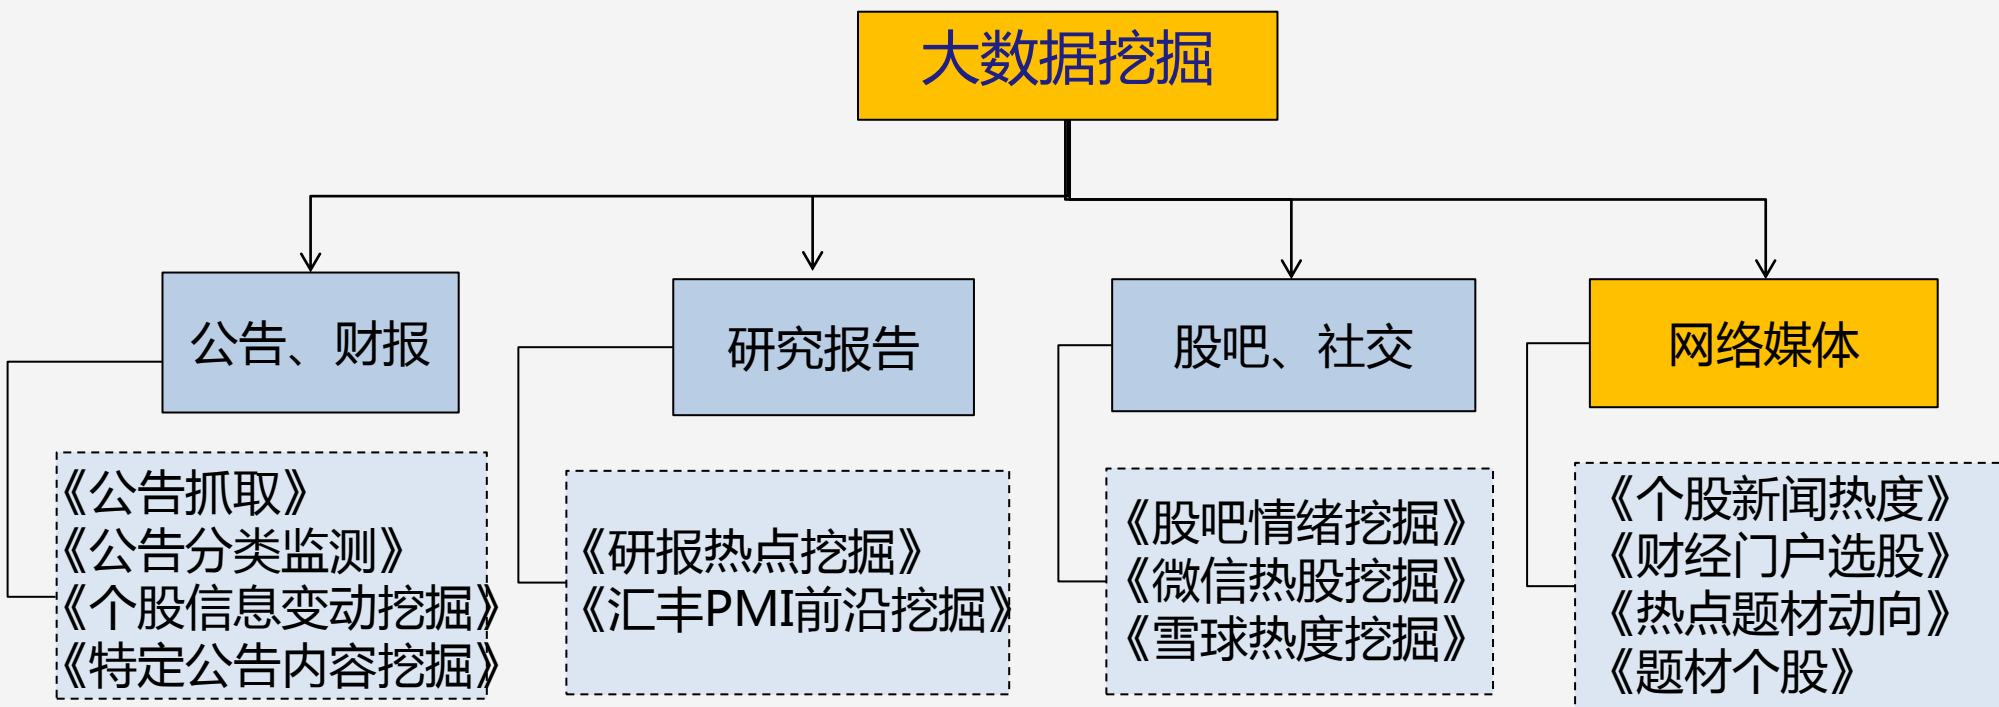 大数据挖掘
公告、财报
研究报告
股吧、社交
网络媒体
《公告抓取》
《公告分类监测》
《个股信息变动挖掘》
《特定公告内容挖掘》
《研报热点挖掘》
《汇丰PMI前沿挖掘》
《股吧情绪挖掘》
《微信热股挖掘》
《雪球热度挖掘》
《个股新闻热度》
《财经门户选股》
《热点题材动向》
《题材个股》